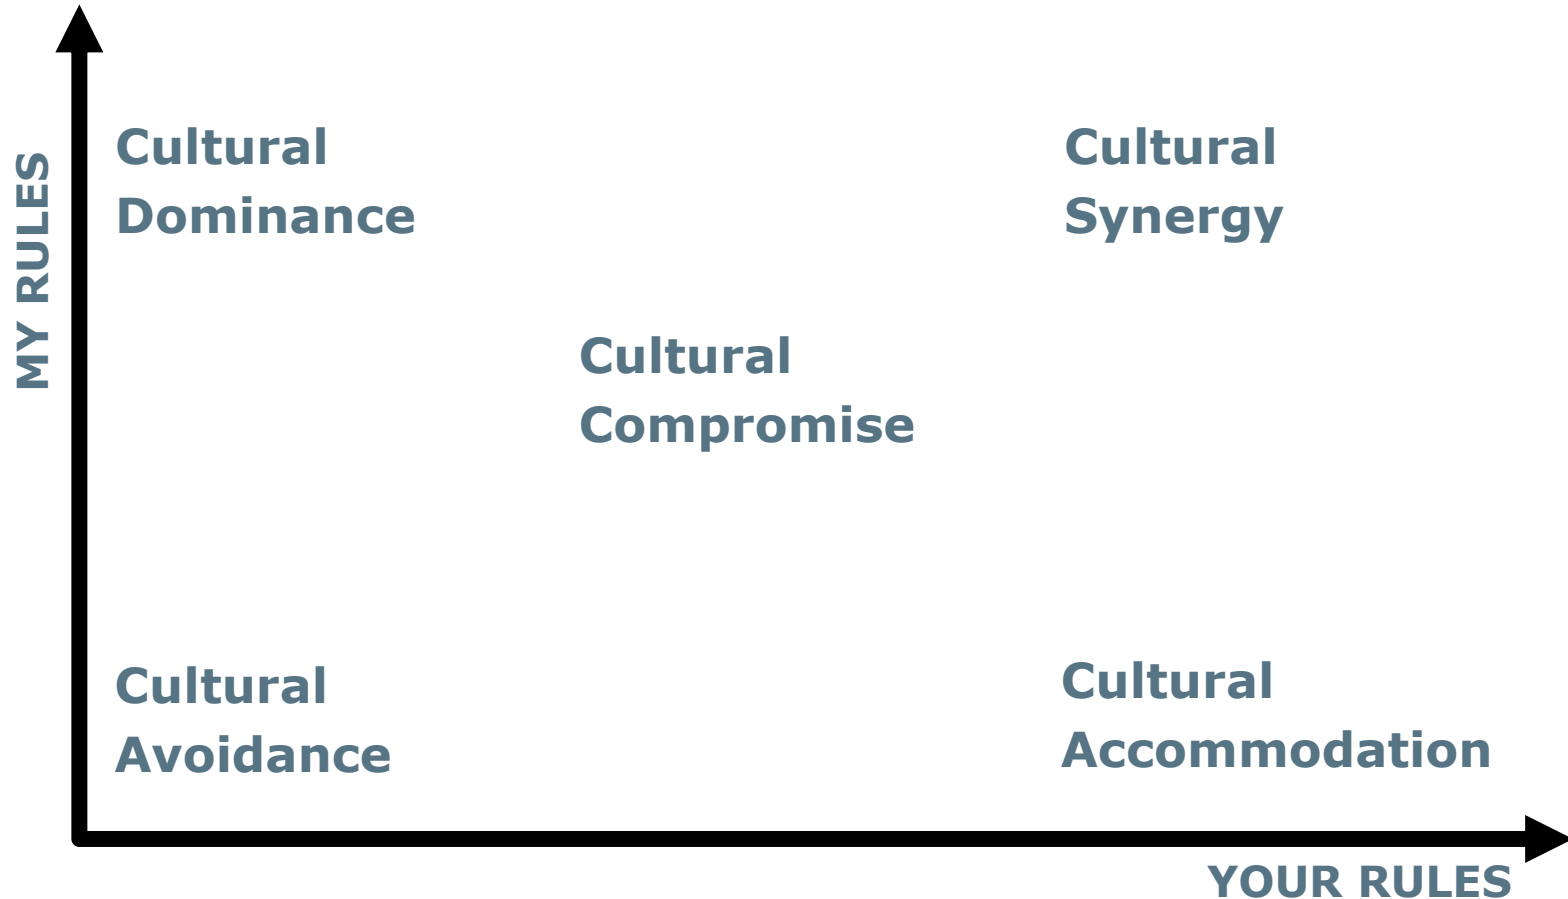 MY RULES
Cultural
Dominance
Cultural
Synergy
Cultural
Compromise
Cultural
Avoidance
Cultural
Accommodation
YOUR RULES